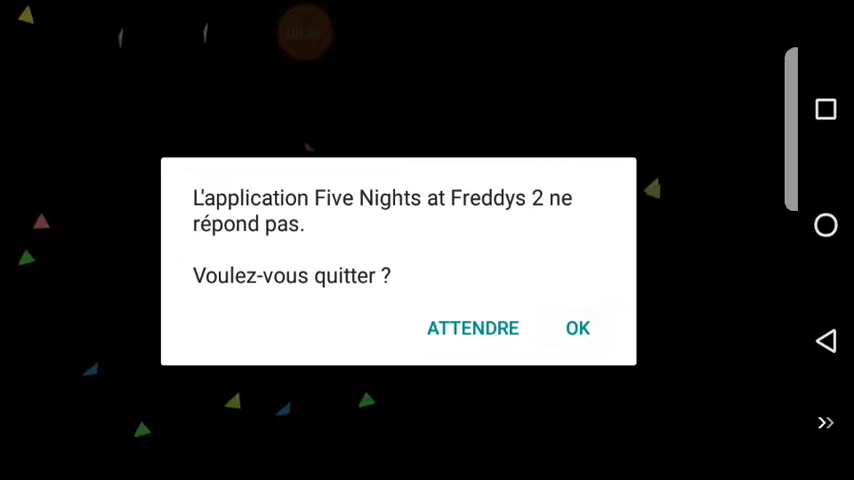 L'application Five Nights at Freddys 2 ne
répond pas.
Voulez-vous quitter ?
ATTENDRE OK